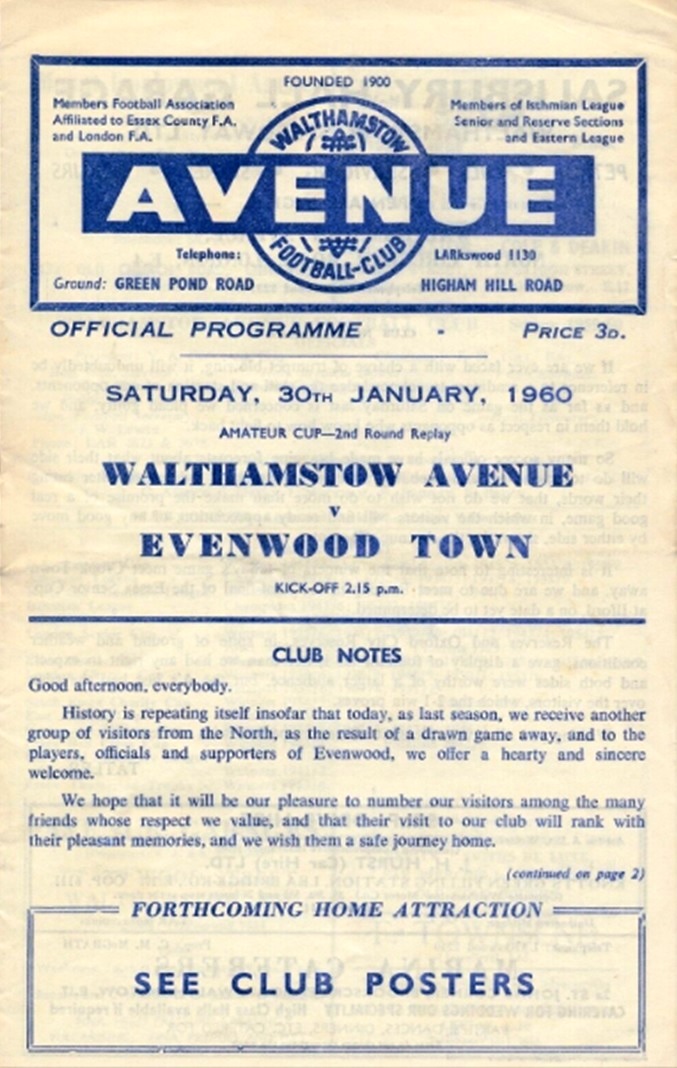 FOUNDED 1900
Members Football Association
Affiliated to Essex County F.A.
and London F.A.
Members of Isthmian League
Senior and Reserve Sections
and Eastern League
WALTHAMSTOW
AVENUE
FOOTBALL-CLUB
Telephone:
LARkswood 1130
Ground: GREEN POND ROAD
HIGHAM HILL ROAD
OFFICIAL PROGRAMME - PRICE 3D.
SATURDAY, 30TH JANUARY, 1960
AMATEUR CUP—2nd Round Replay
WALTHAMSTOW AVENUE
v
EVENWOOD TOWN
KICK-OFF 2.15 p.m.
CLUB NOTES
Good afternoon, everybody.
History is repeating itself insofar that today, as last season, we receive another
group of visitors from the North, as the result of a drawn game away, and to the
players, officials and supporters of Evenwood, we offer a hearty and sincere
welcome.
We hope that it will be our pleasure to number our visitors among the many
friends whose respect we value, and that their visit to our club will rank with
their pleasant memories, and we wish them a safe journey home.
(continued on page 2)
FORTHCOMING HOME ATTRACTION
SEE CLUB POSTERS